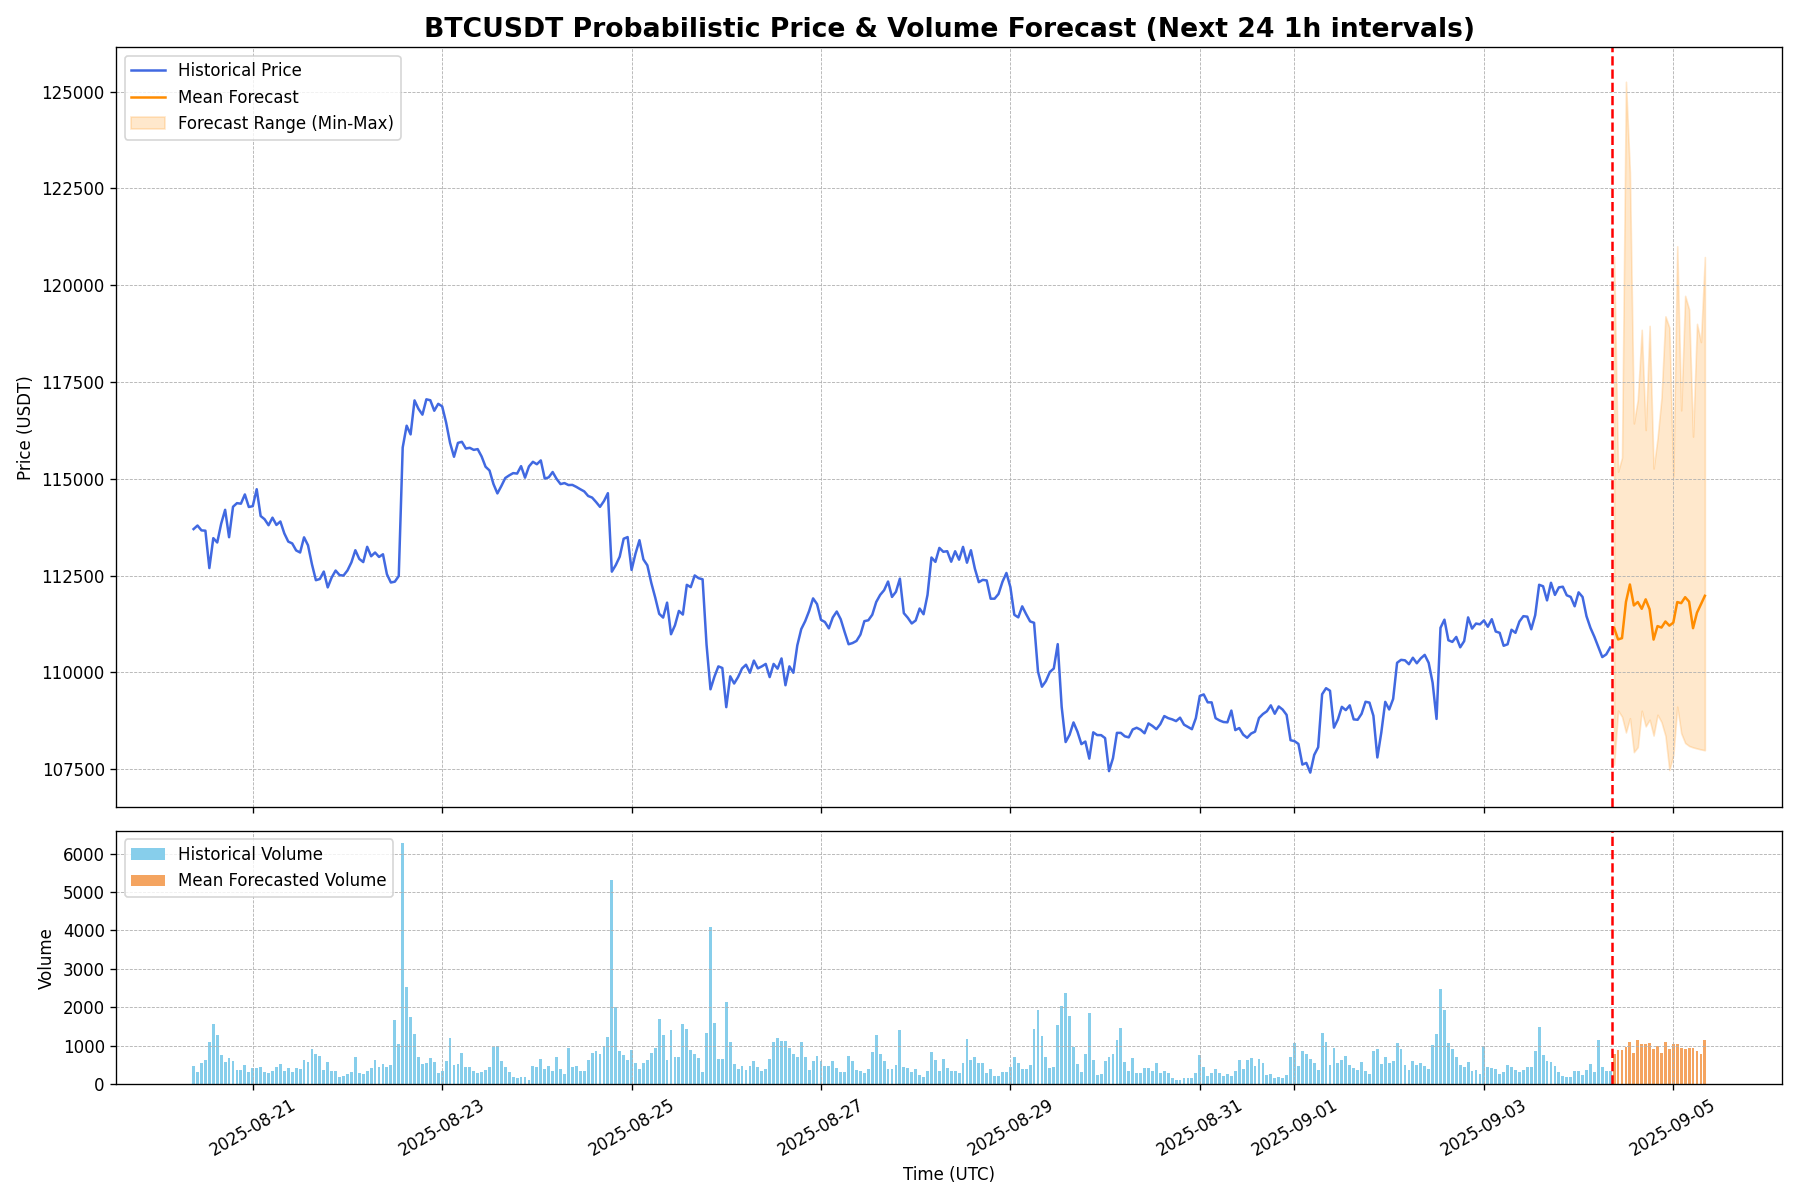 BTCUSDT Probabilistic Price & Volume Forecast (Next 24 1h intervals)
Historical Price
Mean Forecast
Forecast Range (Min-Max)
125000
122500
120000
117500
115000
112500
110000
107500
Price (USDT)
Historical Volume
Mean Forecasted Volume
6000
5000
4000
3000
2000
1000
0
Volume
2025-08-21
2025-08-23
2025-08-25
2025-08-27
2025-08-29
2025-08-31
2025-09-01
2025-09-03
2025-09-05
Time (UTC)